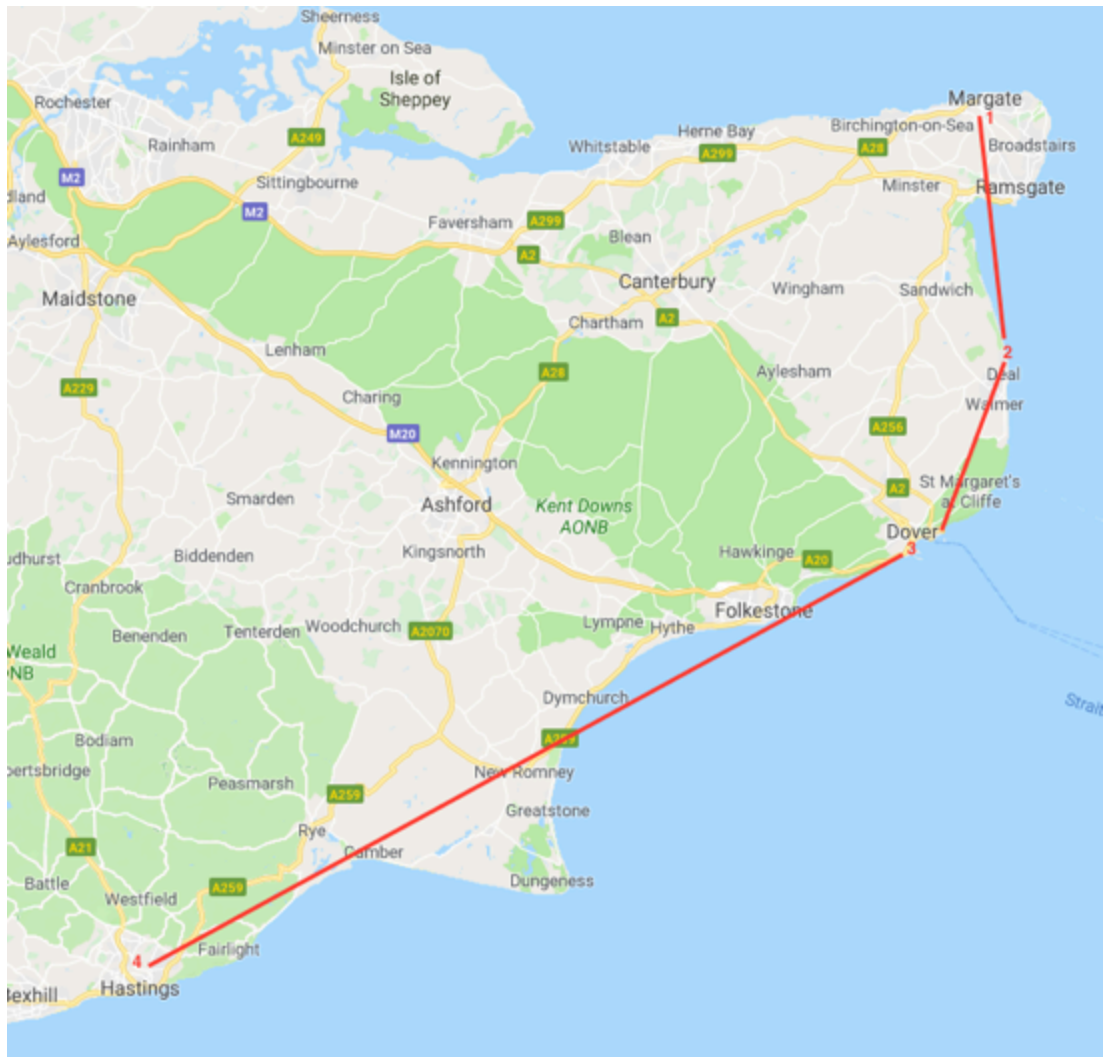 Sheerness
Minster on Sea
Isle of
Sheppey
Rochester
Margate
1
Birchington-on-Sea
Herne Bay
A249
Rainham
Whitstable
A299
A28
Broadstairs
M2
Sittingbourne
Minster
Ramsgate
dland
M2
Faversham
A299
Aylesford
Blean
A2
Canterbury
Wingham
Sandwich
Maidstone
Chartham
A2
Lenham
2
A28
Aylesham
Deal
A229
Charing
Walmer
M20
A256
Kennington
St Margaret's
at Cliffe
A2
Smarden
Ashford
Kent Downs
AONB
Dover
3
Kingsnorth
Hawkinge
A20
udhurst
Biddenden
Cranbrook
Folkestone
Benenden
Tenterden
Woodchurch
A2070
Lympne
Hythe
Weald
NB
Dymchurch
Strait
Bodiam
A259
New Romney
bertsbridge
Peasmarsh
A259
Greatstone
Rye
A21
Camber
Battle
A259
Dungeness
Westfield
Fairlight
4
Hastings
Bexhill